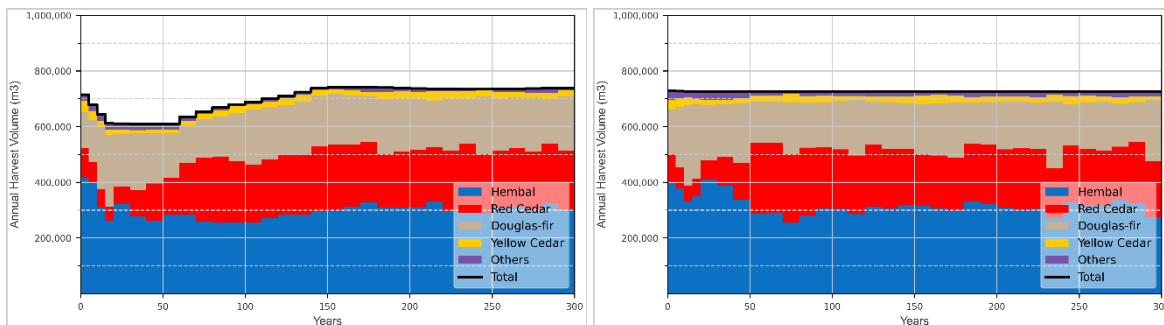 1,000,000
800,000
600,000
400,000
200,000
Annual Harvest Volume (m3)
Hembal
Red Cedar
Douglas-fir
Yellow Cedar
Others
Total
0 50 100 150 200 250 300
Years
1,000,000
800,000
600,000
400,000
200,000
Annual Harvest Volume (m3)
Hembal
Red Cedar
Douglas-fir
Yellow Cedar
Others
Total
0 50 100 150 200 250 300
Years